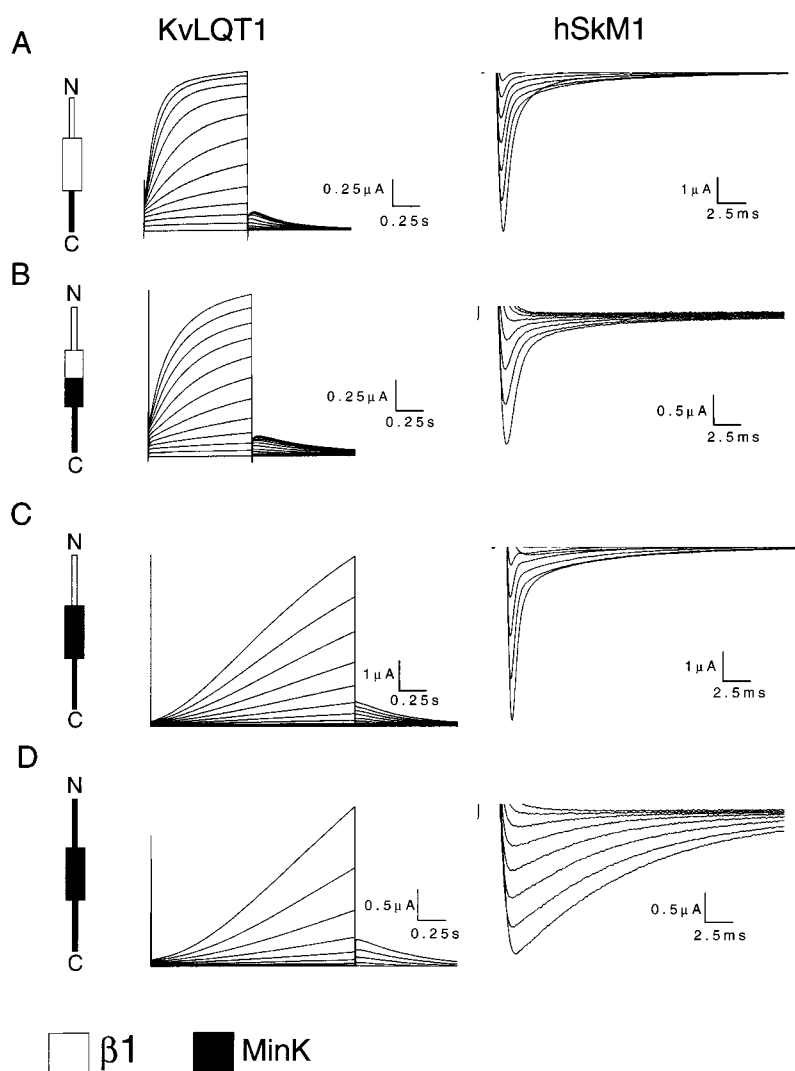 KvLQT1 hSkM1
A
N
C
0.25µA
0.25s
1µA
2.5ms
B
N
C
0.25µA
0.25s
0.5µA
2.5ms
C
N
C
1µA
0.25s
1µA
2.5ms
D
N
C
0.5µA
0.25s
0.5µA
2.5ms
β1 MinK